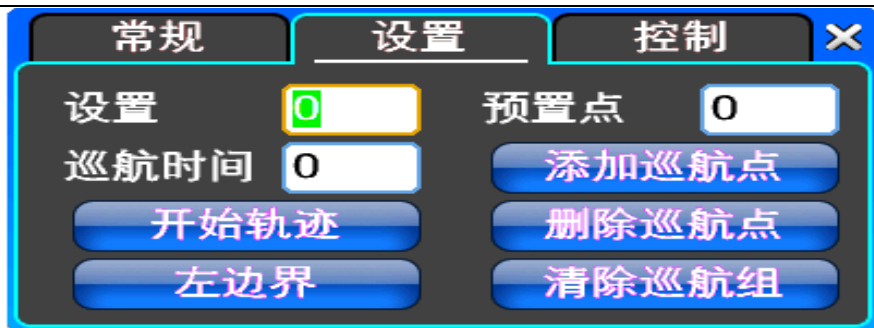 常规 设置 控制
设置 0 预置点 0
巡航时间 0 添加巡航点
开始轨迹 删除巡航点
左边界 清除巡航组